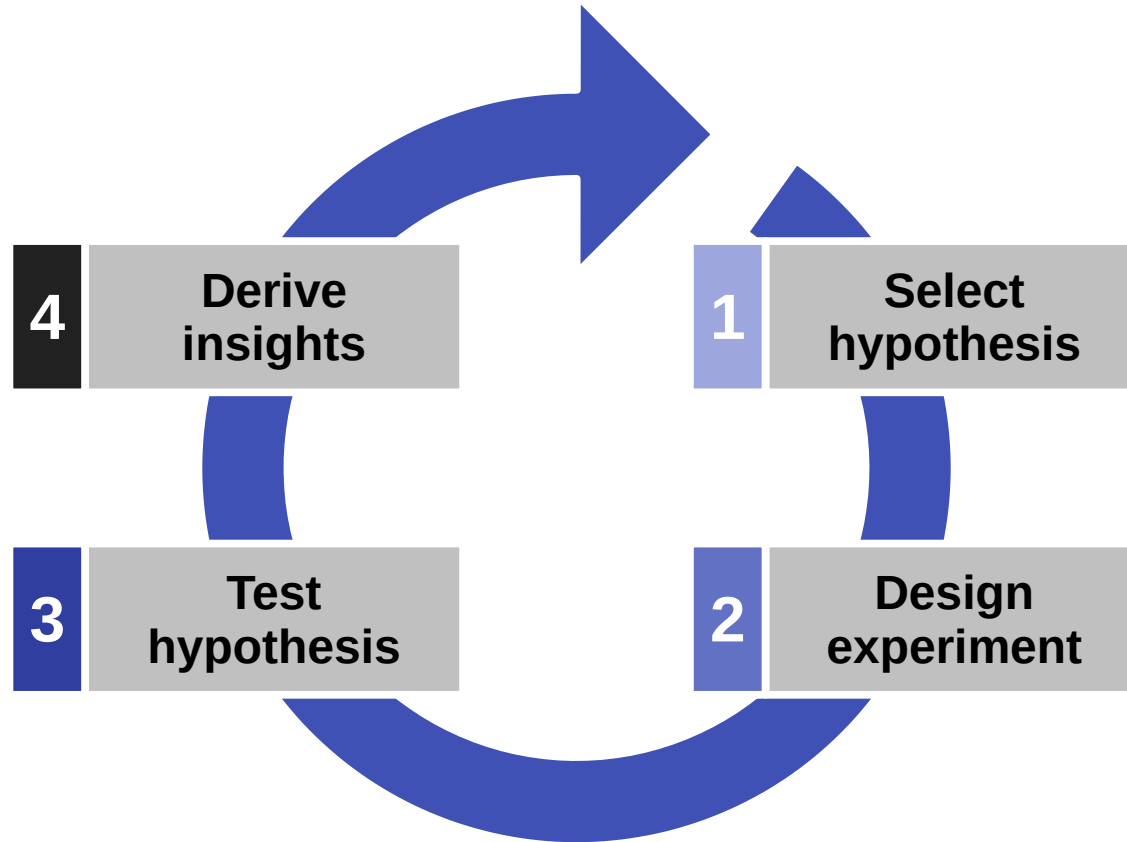 1
Select
hypothesis
2
Design
experiment
3
Test
hypothesis
4
Derive
insights